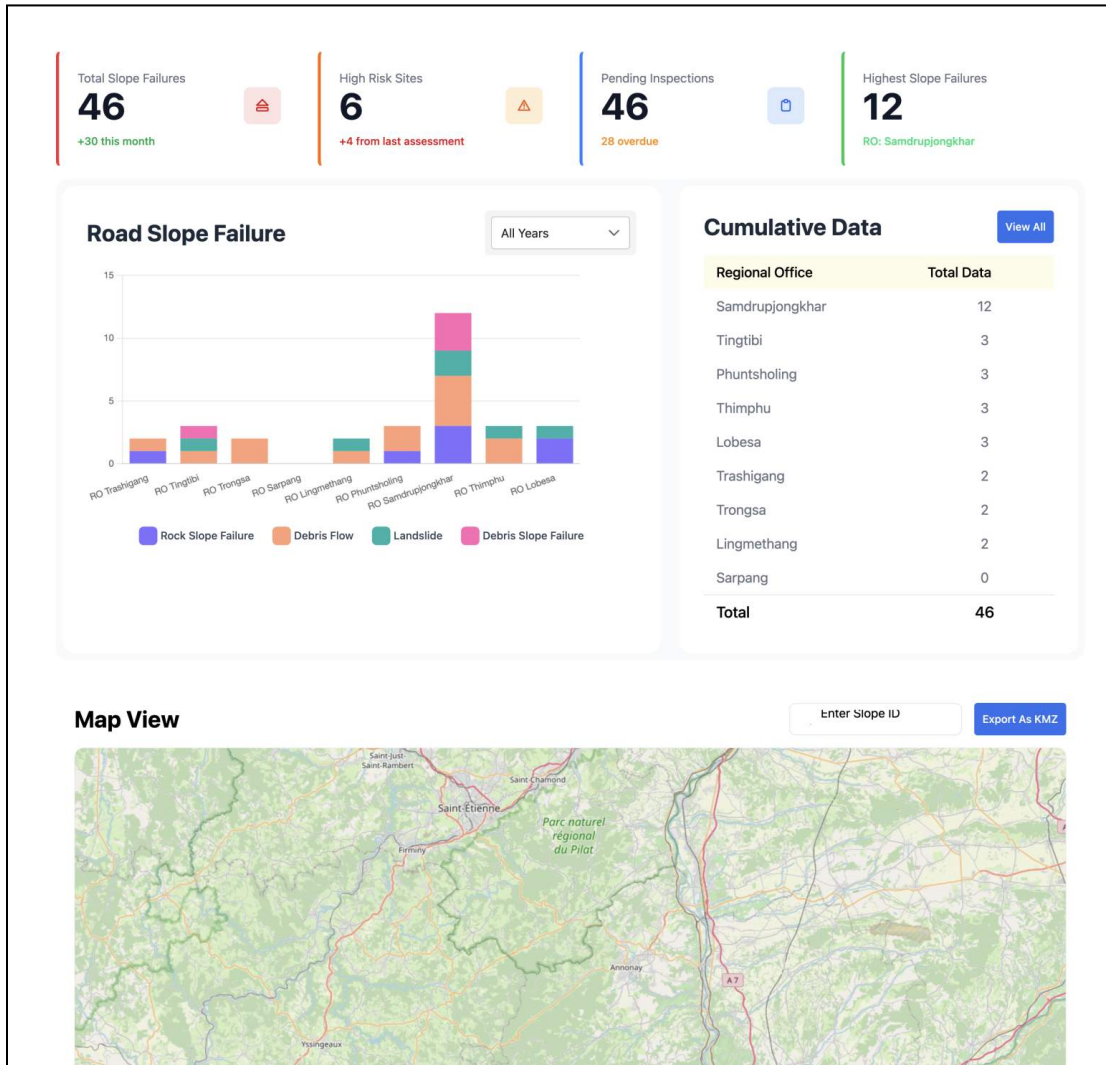 Total Slope Failures
46
+30 this month
High Risk Sites
6
+4 from last assessment
Pending Inspections
46
28 overdue
Highest Slope Failures
12
RO: Samdrupjongkhar
Road Slope Failure
All Years
15
10
5
0
RO Trashigang
RO Tingtibi
RO Trongsa
RO Sarpang
RO Lingmethang
RO Phuntsholing
RO Samdrupjongkhar
RO Thimphu
RO Lobesa
Rock Slope Failure
Debris Flow
Landslide
Debris Slope Failure
Cumulative Data
View All
Regional Office Total Data
Samdrupjongkhar 12
Tingtibi 3
Phuntsholing 3
Thimphu 3
Lobesa 3
Trashigang 2
Trongsa 2
Lingmethang 2
Sarpang 0
Total 46
Map View
Enter Slope ID
Export As KMZ
Saint-Just-
Saint-Rambert
Saint-Chamond
Saint-Étienne
Parc naturel
régional
du Pilat
Firminy
Annonay
A 7
Yssingeaux